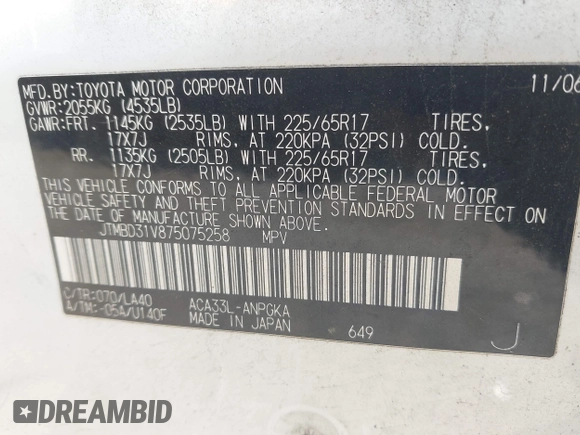 MFD.BY:TOYOTA MOTOR CORPORATION 11/06
GVWR:2055KG (4535LB)
GAWR:FRT. 1145KG (2535LB) WITH 225/65R17 TIRES,
17X7J RIMS, AT 220KPA (32PSI) COLD.
RR. 1135KG (2505LB) WITH 225/65R17 TIRES,
17X7J RIMS, AT 220KPA (32PSI) COLD.
THIS VEHICLE CONFORMS TO ALL APPLICABLE FEDERAL MOTOR
VEHICLE SAFETY AND THEFT PREVENTION STANDARDS IN EFFECT ON
THE DATE OF MANUFACTURE SHOWN ABOVE.
JTMBD31V875075258 MPV
C/TR:070/LA40 ACA33L-ANPGKA
A/TM:-05A/U140F MADE IN JAPAN 649 J
DREAMBID